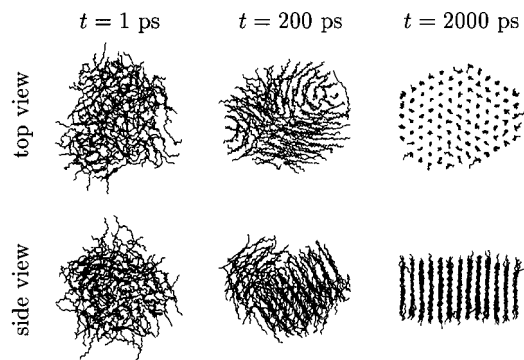 t = 1 ps
t = 200 ps
t = 2000 ps
top view
side view